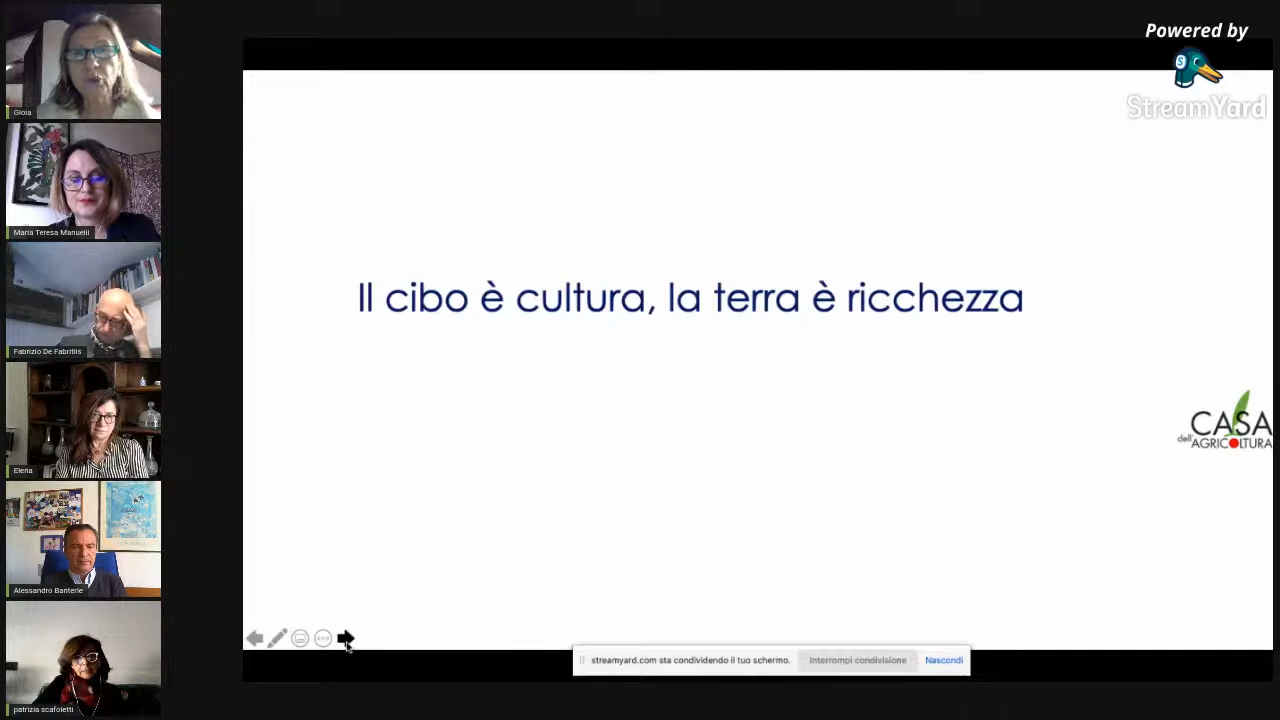 Powered by
StreamYard
Gioia
Maria Teresa Manuelli
Fabrizio De Fabritiis
Elena
Alessandro Banterle
patrizia scafoietti
Il cibo è cultura, la terra è ricchezza
CASA
dell'AGRICOLTURA
streamyard.com sta condividendo il tuo schermo.
Interrompi condivisione
Nascondi